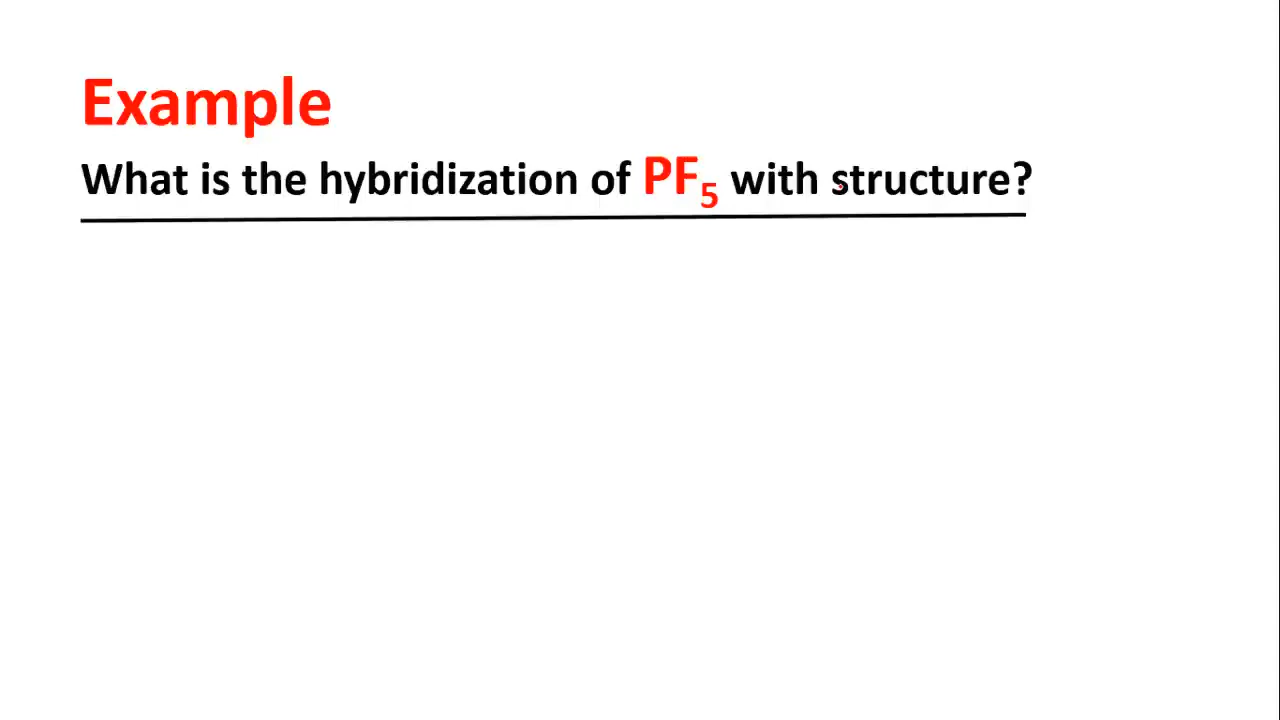 Example
What is the hybridization of PF₅ with structure?